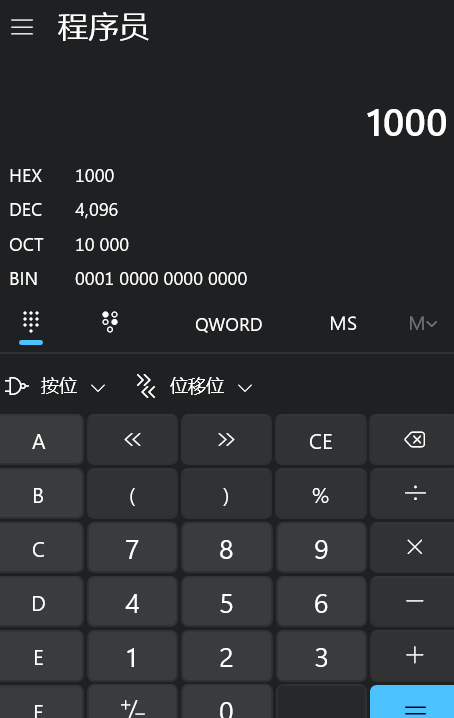 程序员
1000
HEX 1000
DEC 4,096
OCT 10 000
BIN 0001 0000 0000 0000
QWORD MS M
按位 位移位
A « » CE
B ( ) % ÷
C 7 8 9 ×
D 4 5 6 −
E 1 2 3 +
F +/− 0 =